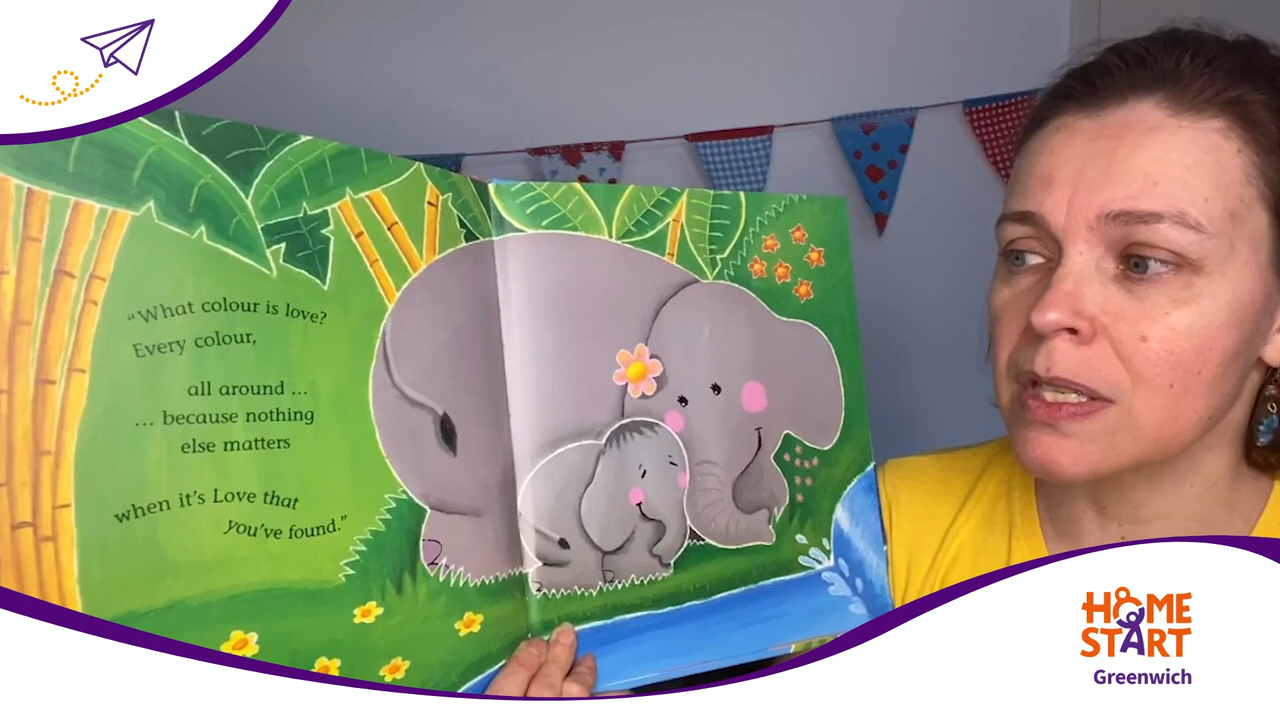 “What colour is love?
Every colour,
all around ...
... because nothing
else matters
when it's Love that
you've found.”
HOME
START
Greenwich